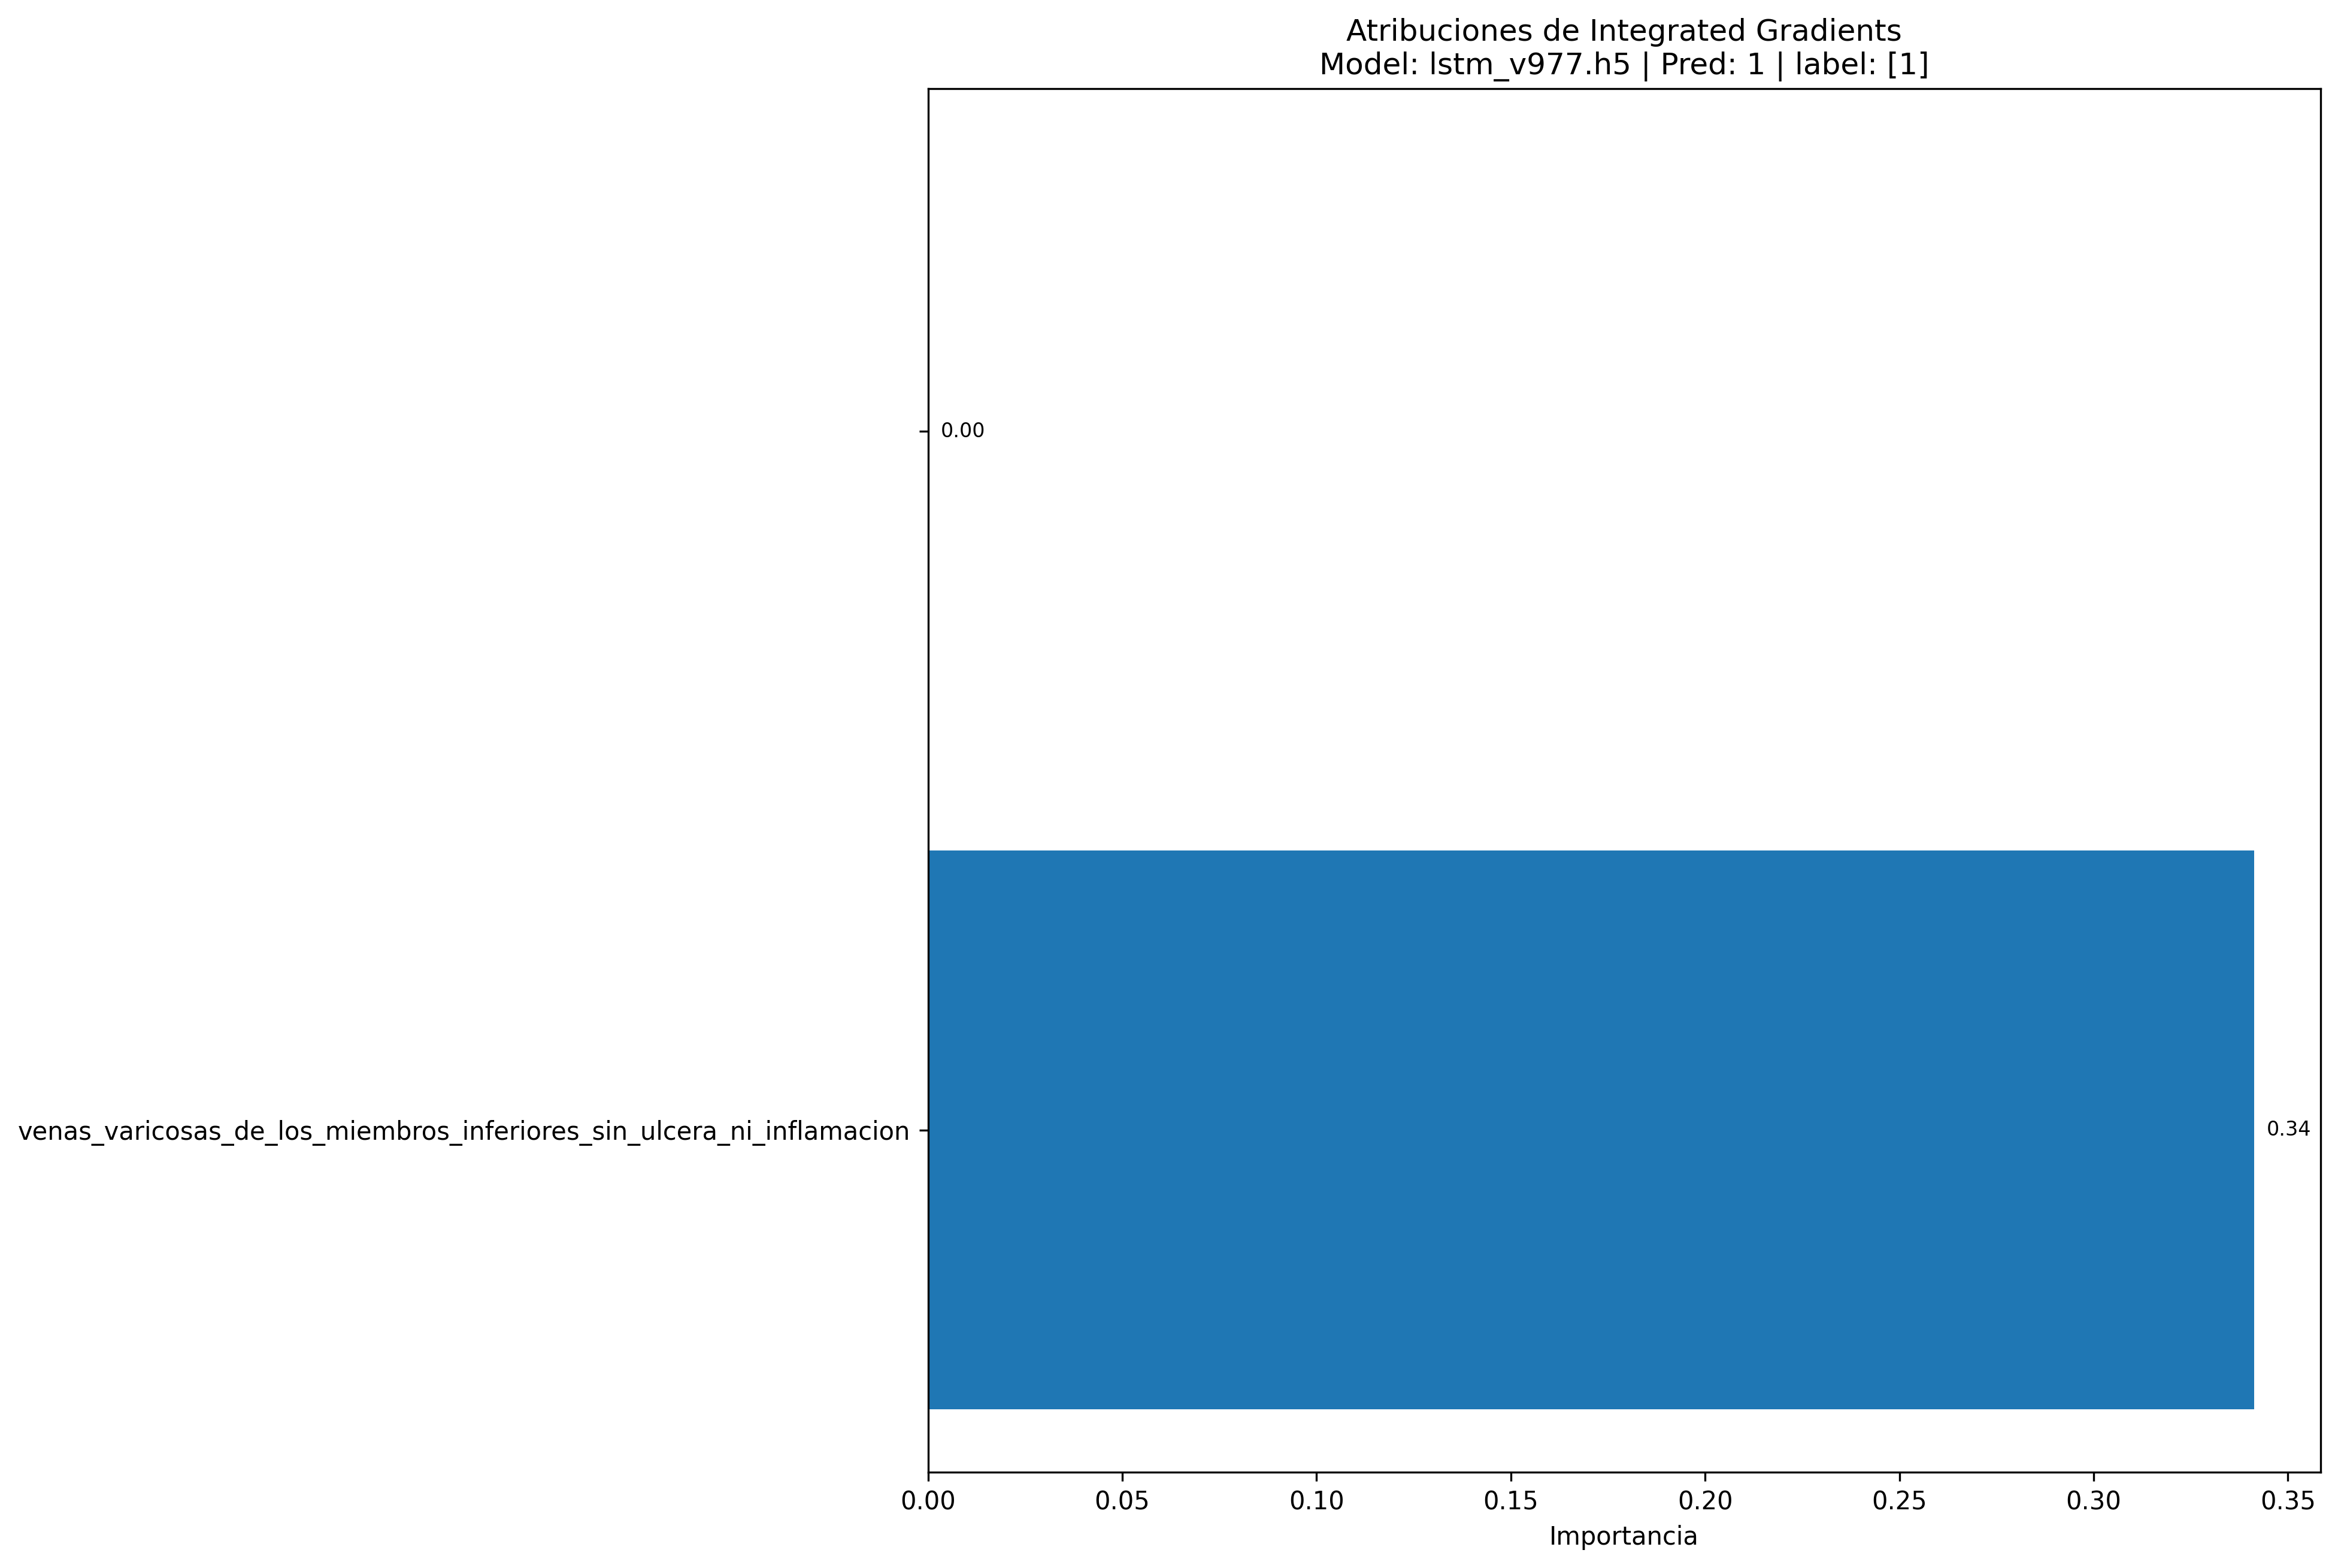 Atribuciones de Integrated Gradients
Model: lstm_v977.h5 | Pred: 1 | label: [1]
0.00
venas_varicosas_de_los_miembros_inferiores_sin_ulcera_ni_inflamacion
0.34
0.00 0.05 0.10 0.15 0.20 0.25 0.30 0.35
Importancia